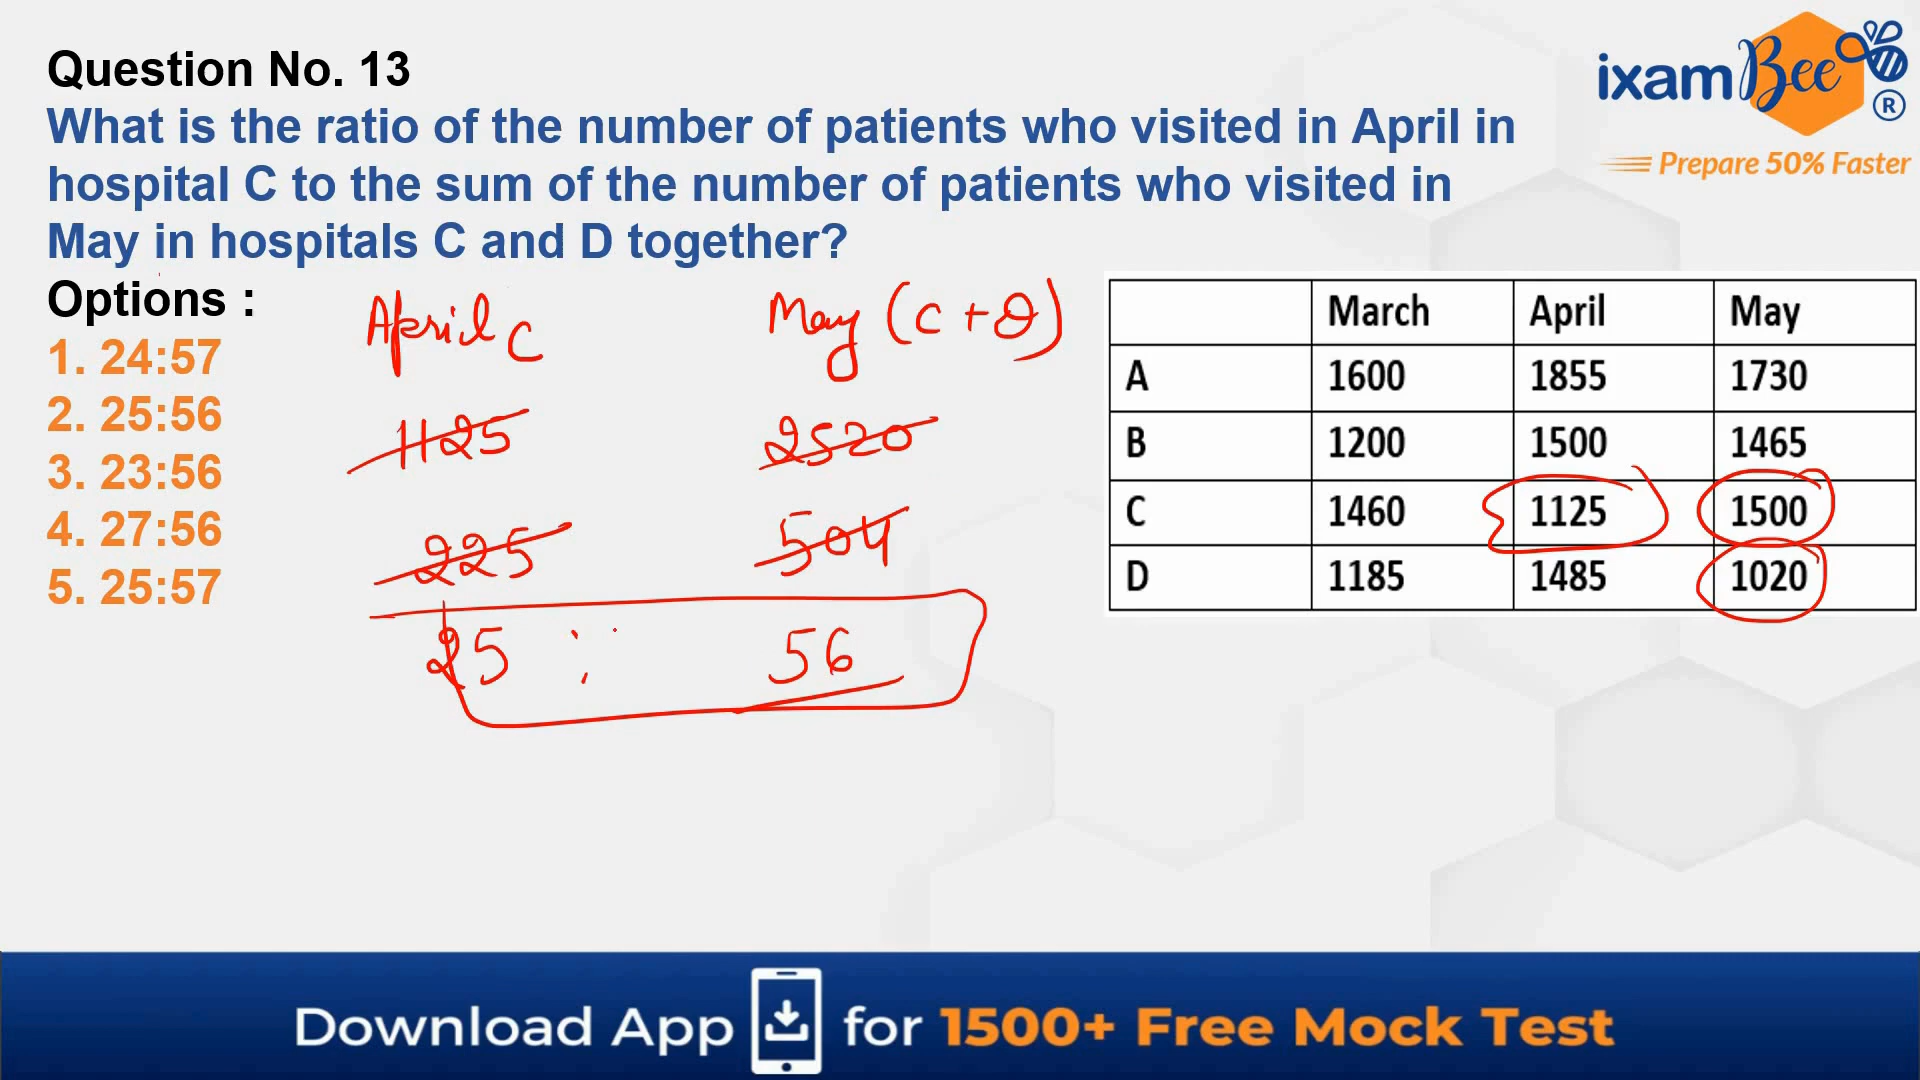 Question No. 13
What is the ratio of the number of patients who visited in April in
hospital C to the sum of the number of patients who visited in
May in hospitals C and D together?
Options :
1. 24:57
2. 25:56
3. 23:56
4. 27:56
5. 25:57
ixamBee ®
Prepare 50% Faster
April C May (C + D)
1125 2520
225 504
25 : 56
March April May
A 1600 1855 1730
B 1200 1500 1465
C 1460 1125 1500
D 1185 1485 1020
Download App for 1500+ Free Mock Test